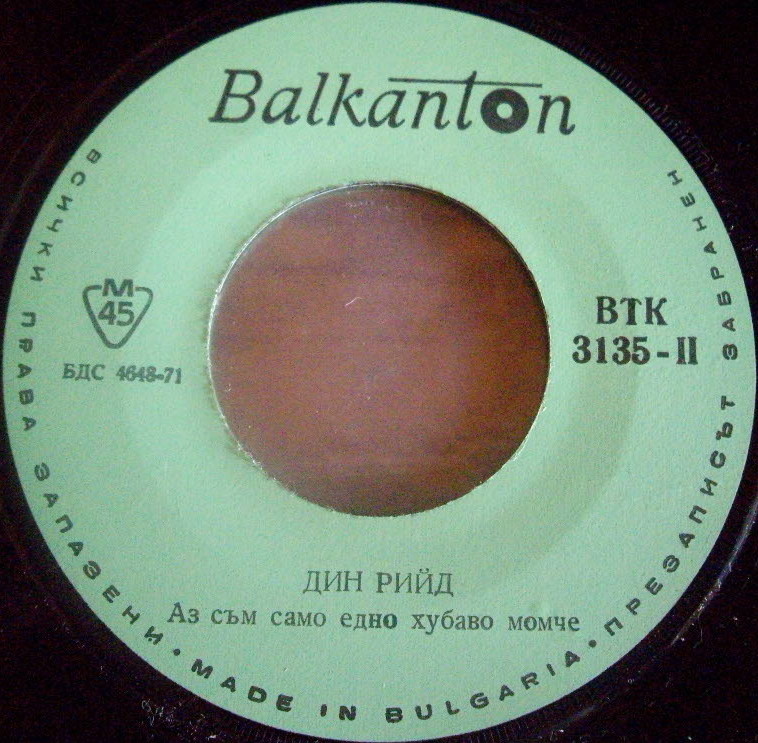 Balkanton
М
45
БДС 4648-71
ВТК
3135-II
ДИН РИЙД
Аз съм само едно хубаво момче
ВСИЧКИ ПРАВА ЗАПАЗЕНИ • MADE IN BULGARIA • ПРЕЗАПИСЪТ ЗАБРАНЕН